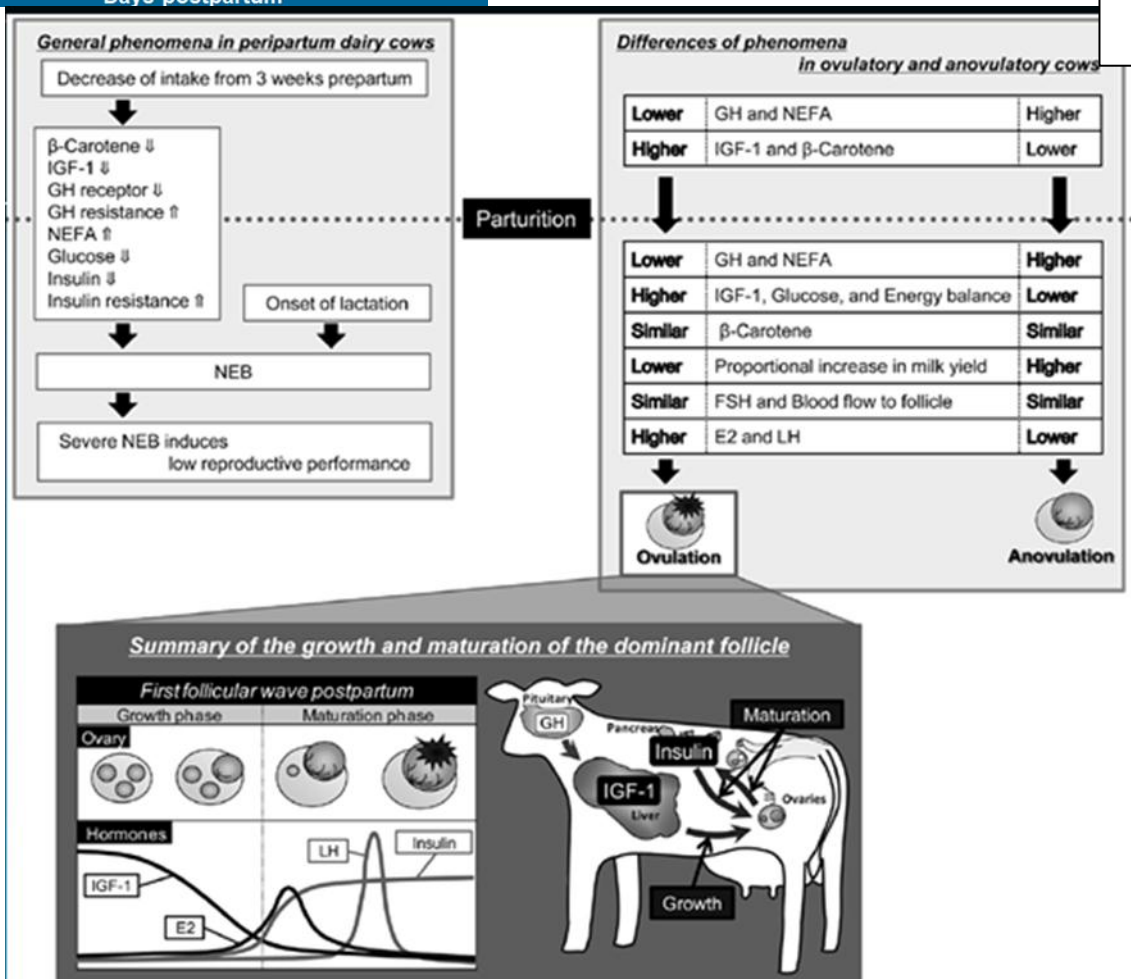 Days postpartum
General phenomena in peripartum dairy cows
Decrease of intake from 3 weeks prepartum
β-Carotene ⇓
IGF-1 ⇓
GH receptor ⇓
GH resistance ⇑
NEFA ⇑
Glucose ⇓
Insulin ⇓
Insulin resistance ⇑
Onset of lactation
NEB
Severe NEB induces
low reproductive performance
Parturition
Differences of phenomena
in ovulatory and anovulatory cows
Lower GH and NEFA Higher
Higher IGF-1 and β-Carotene Lower
Lower GH and NEFA Higher
Higher IGF-1, Glucose, and Energy balance Lower
Similar β-Carotene Similar
Lower Proportional increase in milk yield Higher
Similar FSH and Blood flow to follicle Similar
Higher E2 and LH Lower
Ovulation Anovulation
Summary of the growth and maturation of the dominant follicle
First follicular wave postpartum
Growth phase Maturation phase
Ovary
Hormones
IGF-1
E2
LH
Insulin
Pituitary
GH
Pancreas
Insulin
Maturation
IGF-1
Liver
Ovaries
Growth